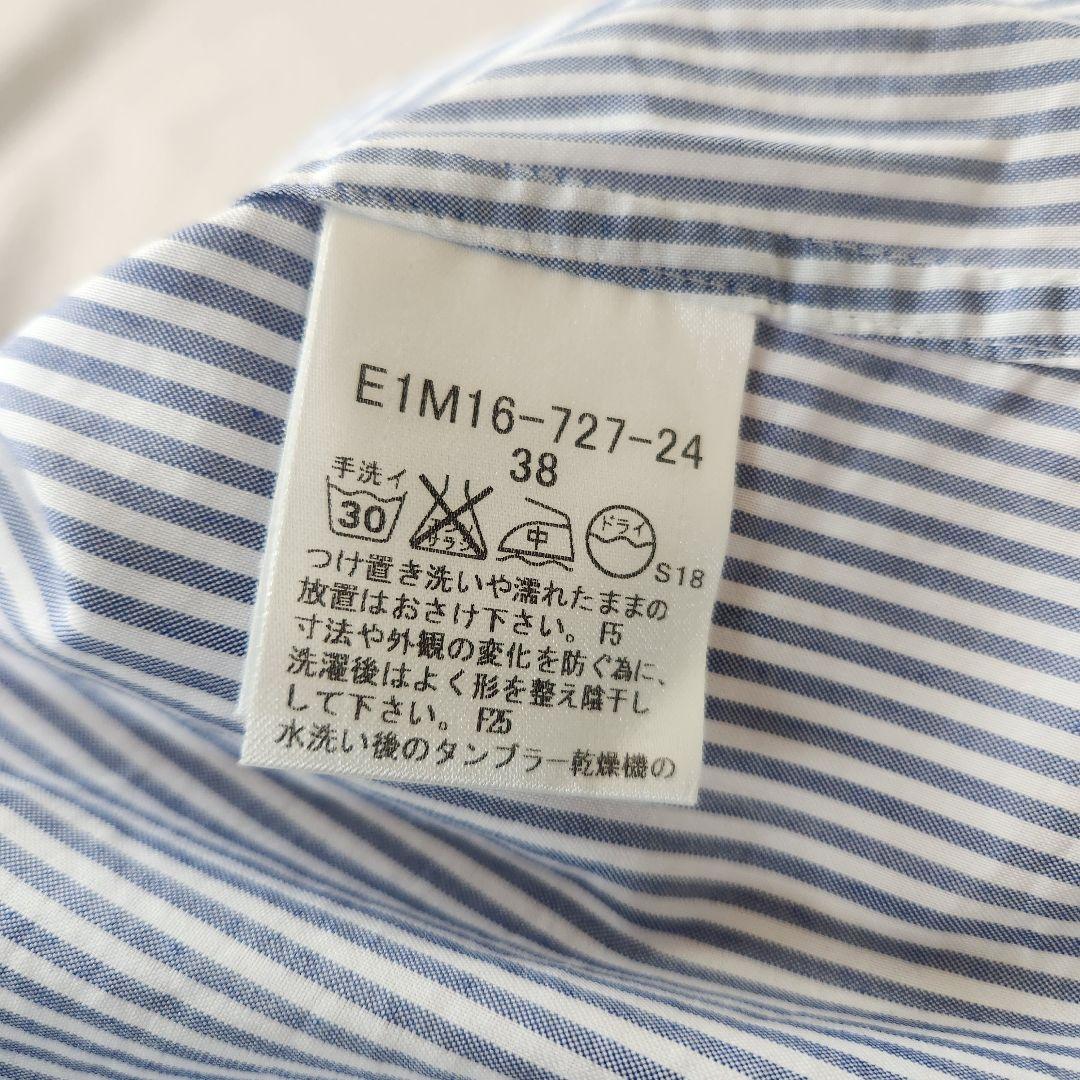 E1M16-727-24
38
手洗イ
30 サラシ 中 ドライ S18
つけ置き洗いや濡れたままの
放置はおさけ下さい。 F5
寸法や外観の変化を防ぐ為に、
洗濯後はよく形を整え陰干し
して下さい。 F25
水洗い後のタンブラー乾燥機の